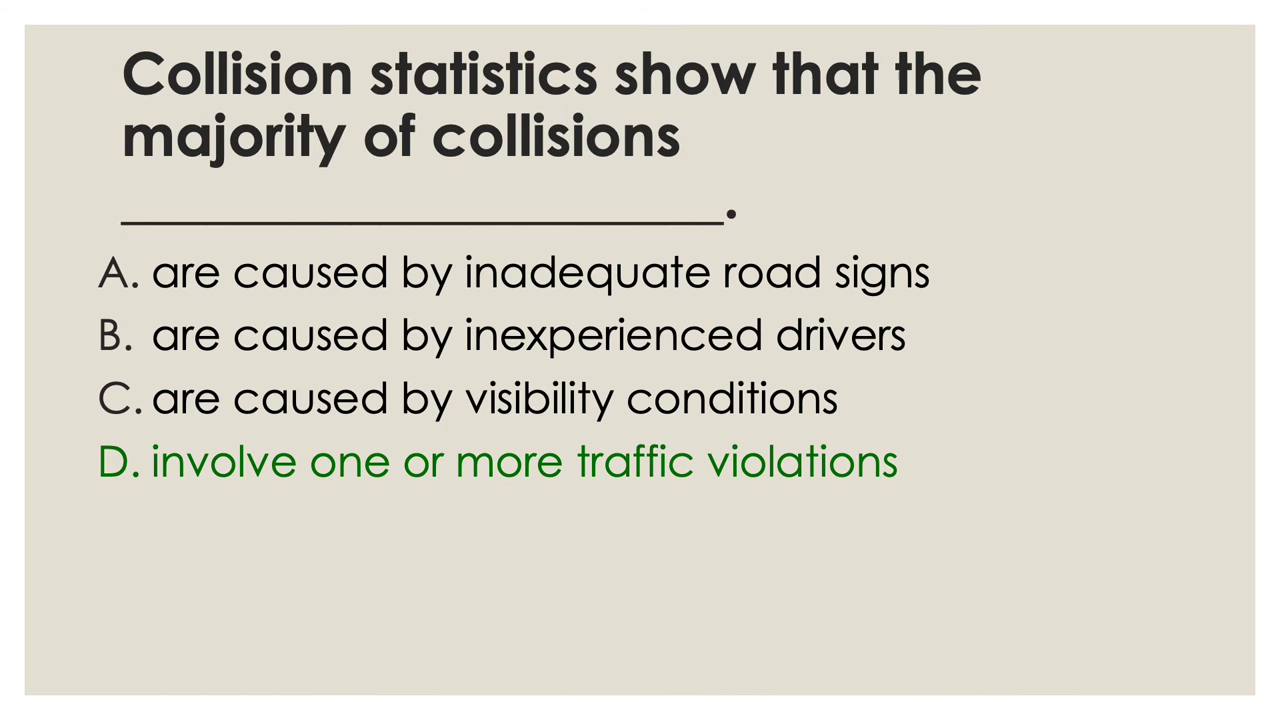 Collision statistics show that the
majority of collisions
_____________________.
A. are caused by inadequate road signs
B. are caused by inexperienced drivers
C. are caused by visibility conditions
D. involve one or more traffic violations